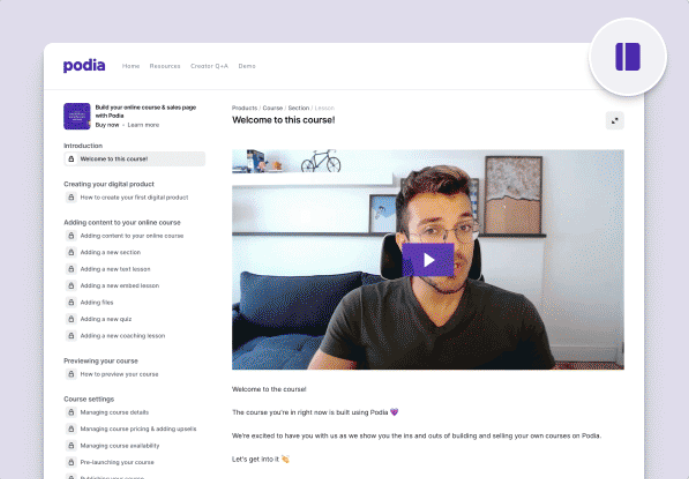 podia
Home Resources Creator Q+A Demo
Build your online course & sales page
with Podia
Buy now • Learn more
Introduction
Welcome to this course!
Creating your digital product
How to create your first digital product
Adding content to your online course
Adding content to your online course
Adding a new section
Adding a new text lesson
Adding a new embed lesson
Adding files
Adding a new quiz
Adding a new coaching lesson
Previewing your course
How to preview your course
Course settings
Managing course details
Managing course pricing & adding upsells
Managing course availability
Pre-launching your course
Publishing your course
Products / Course / Section / Lesson
Welcome to this course!
Welcome to the course!
The course you're in right now is built using Podia 💜
We're excited to have you with us as we show you the ins and outs of building and selling your own courses on Podia.
Let's get into it 👏